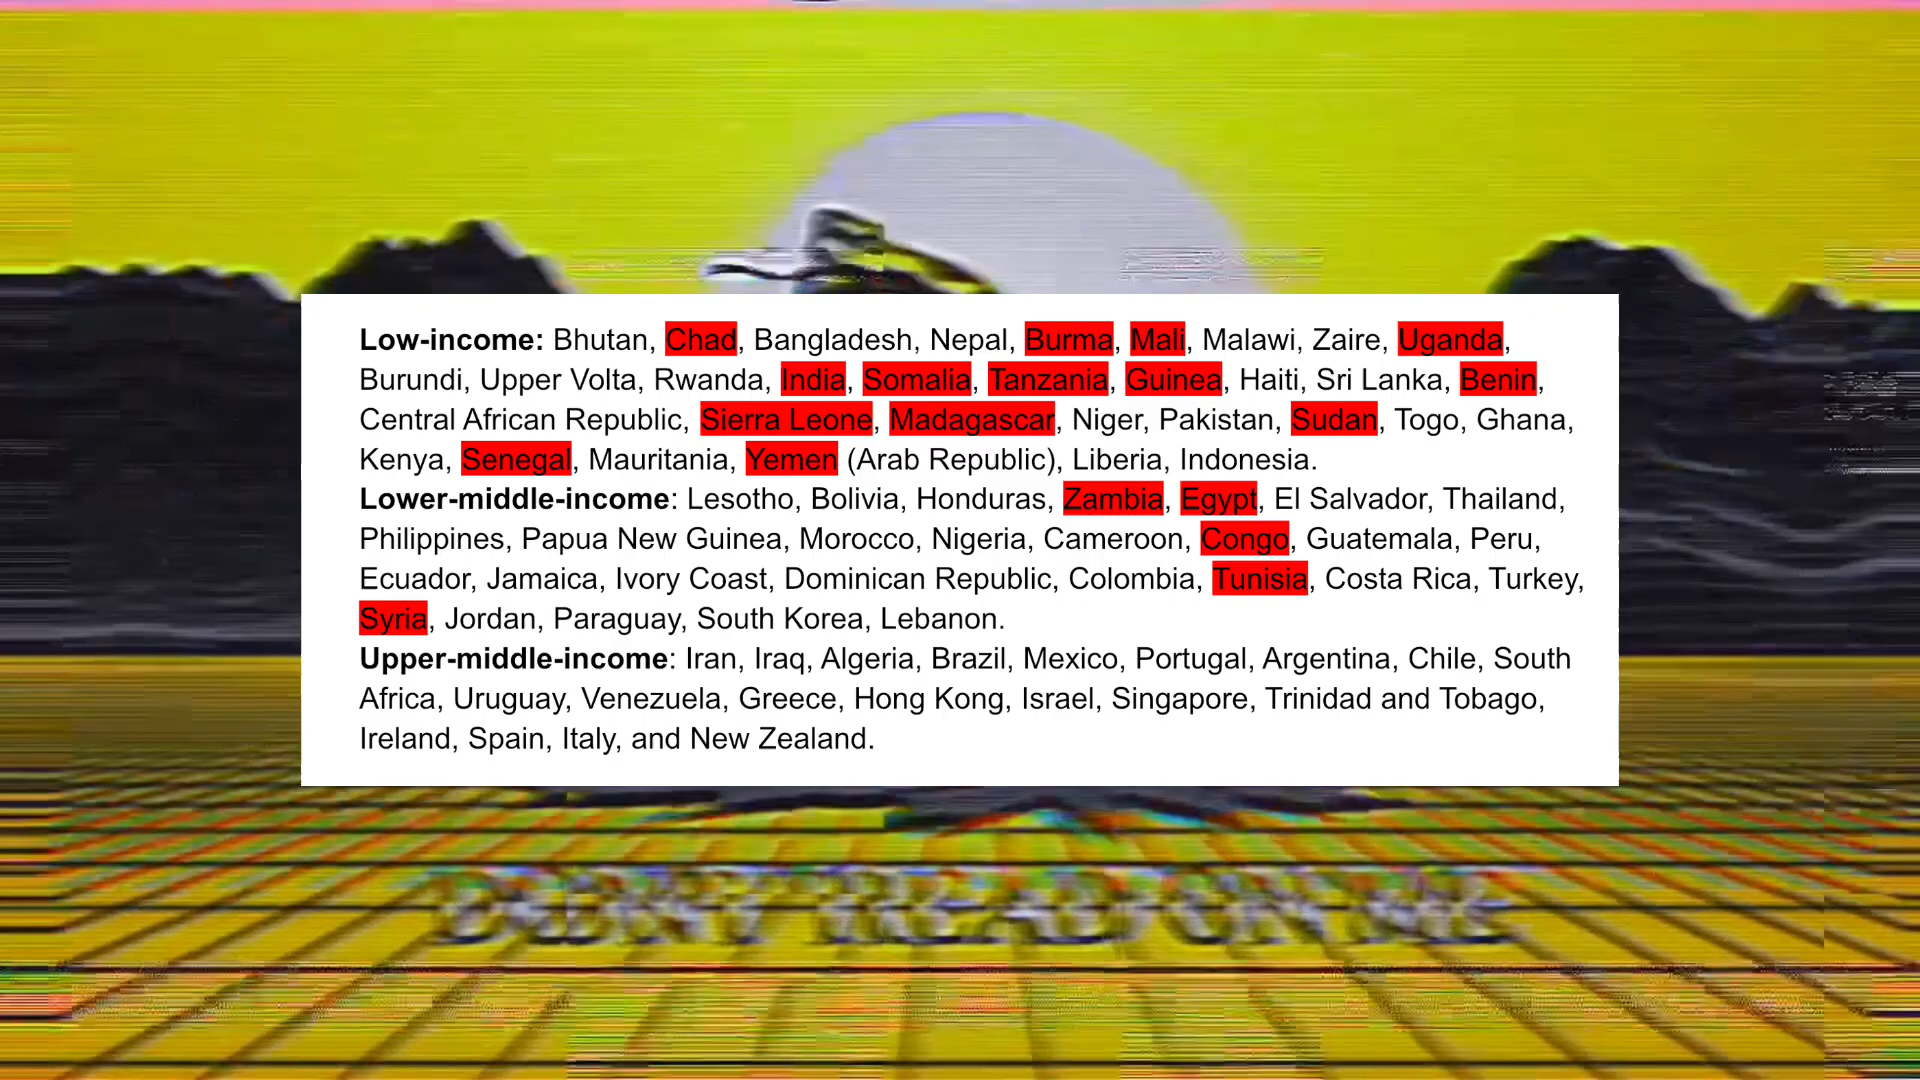 Low-income: Bhutan, Chad, Bangladesh, Nepal, Burma, Mali, Malawi, Zaire, Uganda,
Burundi, Upper Volta, Rwanda, India, Somalia, Tanzania, Guinea, Haiti, Sri Lanka, Benin,
Central African Republic, Sierra Leone, Madagascar, Niger, Pakistan, Sudan, Togo, Ghana,
Kenya, Senegal, Mauritania, Yemen (Arab Republic), Liberia, Indonesia.
Lower-middle-income: Lesotho, Bolivia, Honduras, Zambia, Egypt, El Salvador, Thailand,
Philippines, Papua New Guinea, Morocco, Nigeria, Cameroon, Congo, Guatemala, Peru,
Ecuador, Jamaica, Ivory Coast, Dominican Republic, Colombia, Tunisia, Costa Rica, Turkey,
Syria, Jordan, Paraguay, South Korea, Lebanon.
Upper-middle-income: Iran, Iraq, Algeria, Brazil, Mexico, Portugal, Argentina, Chile, South
Africa, Uruguay, Venezuela, Greece, Hong Kong, Israel, Singapore, Trinidad and Tobago,
Ireland, Spain, Italy, and New Zealand.
DONT TREAD ON ME